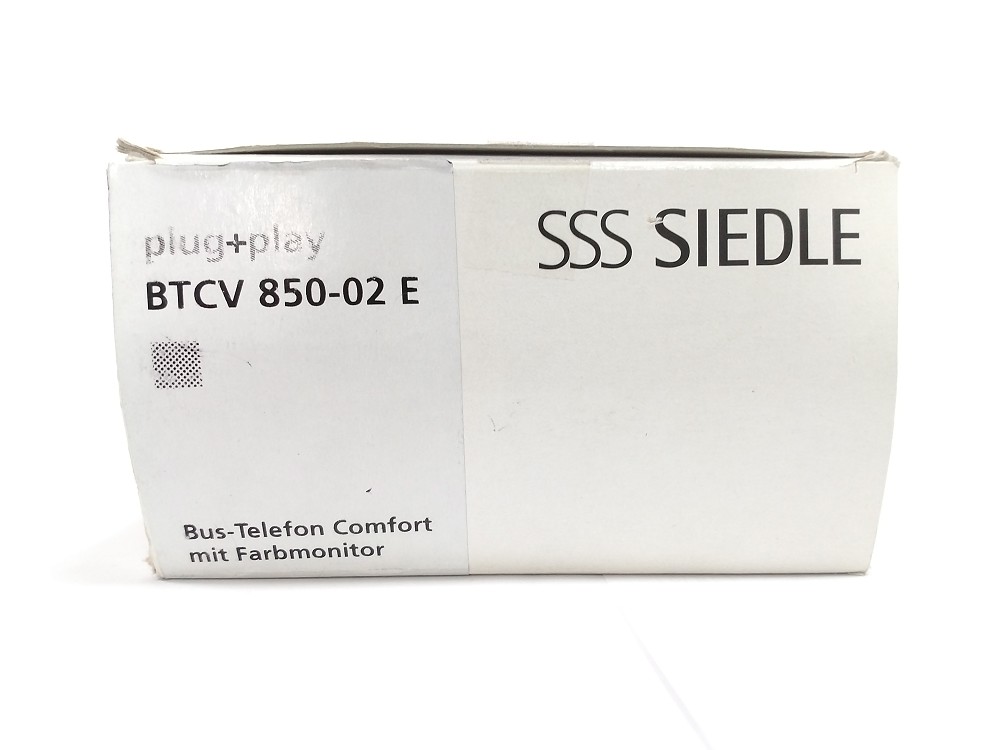 plug+play
BTCV 850-02 E
SSS SIEDLE
Bus-Telefon Comfort
mit Farbmonitor